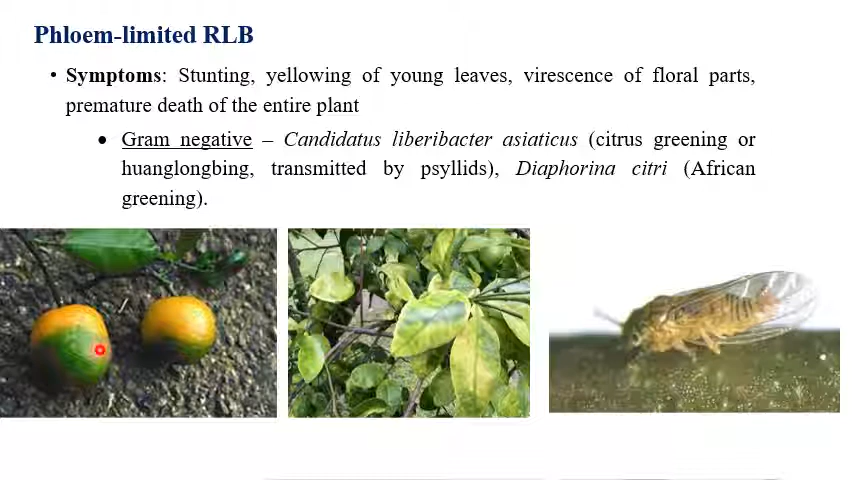 Phloem-limited RLB
• Symptoms: Stunting, yellowing of young leaves, virescence of floral parts,
premature death of the entire plant
• Gram negative – Candidatus liberibacter asiaticus (citrus greening or
huanglongbing, transmitted by psyllids), Diaphorina citri (African
greening).